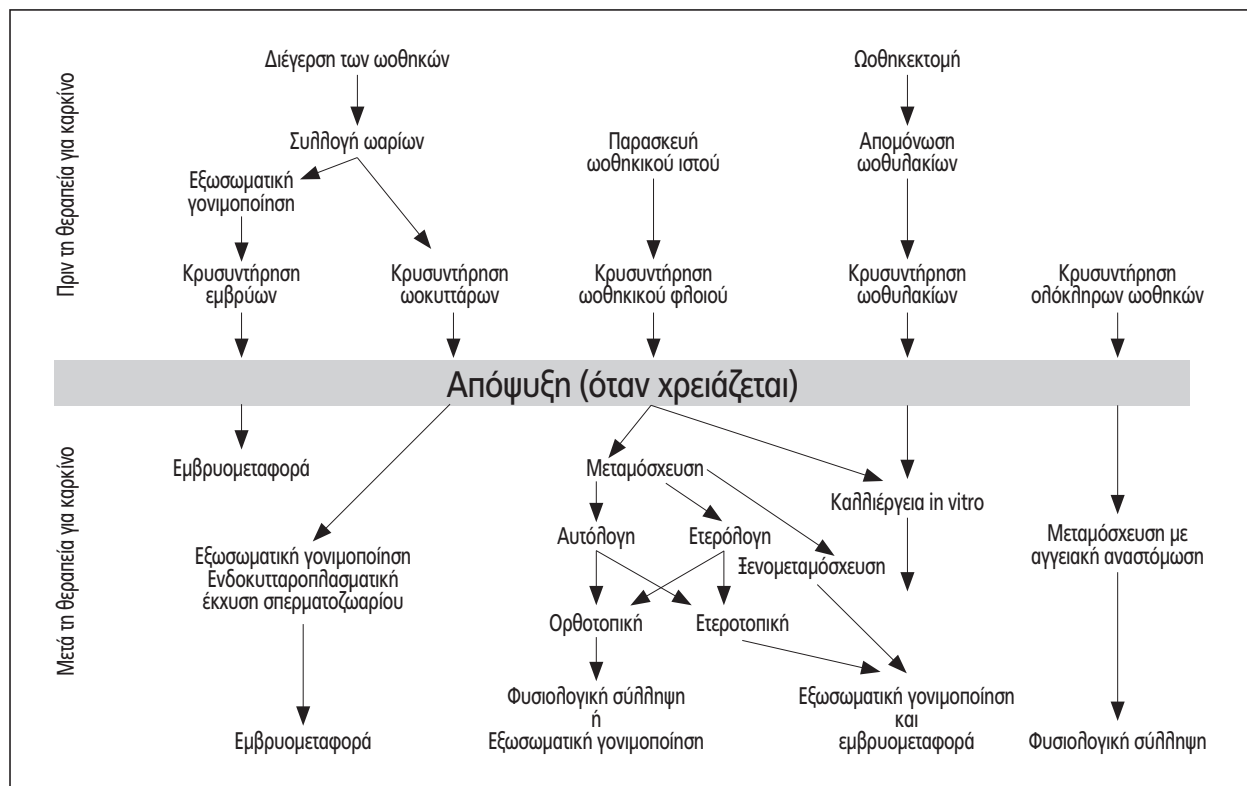 Πριν τη θεραπεία για καρκίνο
Διέγερση των ωοθηκών
Ωοθηκεκτομή
Συλλογή ωαρίων
Παρασκευή
ωοθηκικού ιστού
Απομόνωση
ωοθυλακίων
Εξωσωματική
γονιμοποίηση
Κρυσυντήρηση
εμβρύων
Κρυσυντήρηση
ωοκυττάρων
Κρυσυντήρηση
ωοθηκικού φλοιού
Κρυσυντήρηση
ωοθυλακίων
Κρυσυντήρηση
ολόκληρων ωοθηκών
Απόψυξη (όταν χρειάζεται)
Μετά τη θεραπεία για καρκίνο
Εμβρυομεταφορά
Μεταμόσχευση
Καλλιέργεια in vitro
Αυτόλογη
Ετερόλογη
Ξενομεταμόσχευση
Μεταμόσχευση με
αγγειακή αναστόμωση
Εξωσωματική γονιμοποίηση
Ενδοκυτταροπλασματική
έκχυση σπερματοζωαρίου
Ορθοτοπική
Ετεροτοπική
Εμβρυομεταφορά
Φυσιολογική σύλληψη
ή
Εξωσωματική γονιμοποίηση
Εξωσωματική γονιμοποίηση
και
εμβρυομεταφορά
Φυσιολογική σύλληψη